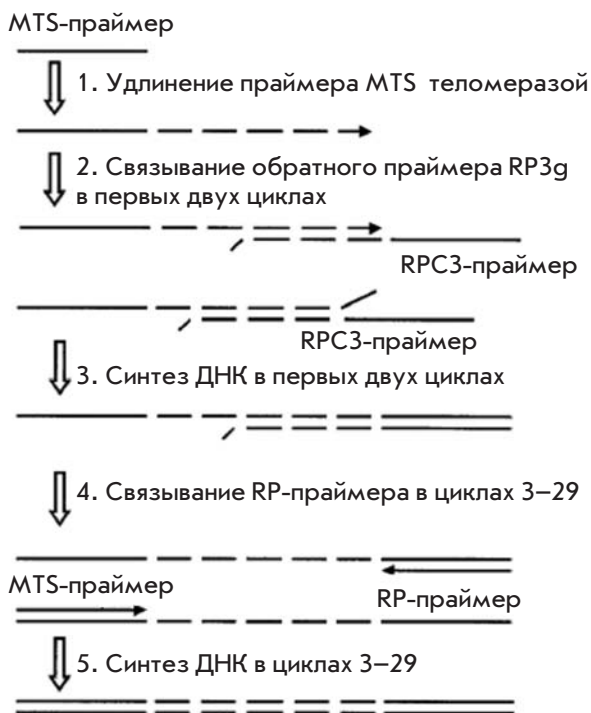 MTS-праймер
1. Удлинение праймера MTS теломеразой
2. Связывание обратного праймера RP3g
в первых двух циклах
RPC3-праймер
RPC3-праймер
3. Синтез ДНК в первых двух циклах
4. Связывание RP-праймера в циклах 3–29
MTS-праймер
RP-праймер
5. Синтез ДНК в циклах 3–29